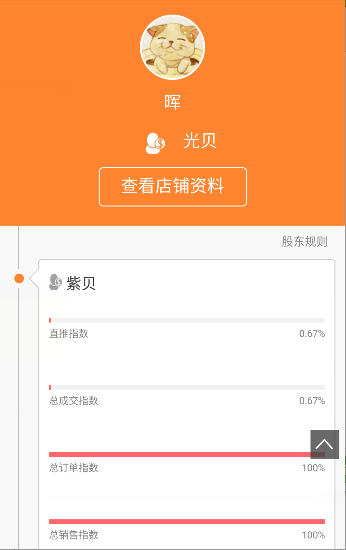 晖
光贝
查看店铺资料
股东规则
紫贝
直推指数 0.67%
总成交指数 0.67%
总订单指数 100%
总销售指数 100%